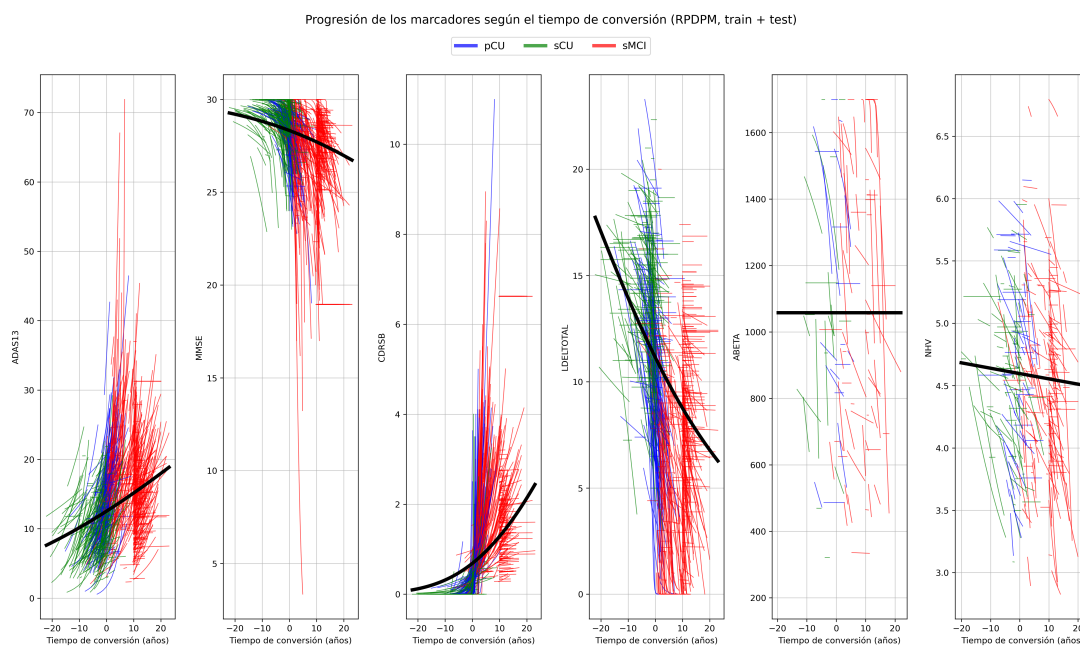 Progresión de los marcadores según el tiempo de conversión (RPDPM, train + test)
pCU sCU sMCI
ADAS13
70
60
50
40
30
20
10
0
−20 −10 0 10 20
Tiempo de conversión (años)
MMSE
30
25
20
15
10
5
−20 −10 0 10 20
Tiempo de conversión (años)
CDRSB
10
8
6
4
2
0
−20 −10 0 10 20
Tiempo de conversión (años)
LDELTOTAL
20
15
10
5
0
−20 −10 0 10 20
Tiempo de conversión (años)
ABETA
1600
1400
1200
1000
800
600
400
200
−20 −10 0 10 20
Tiempo de conversión (años)
NHV
6.5
6.0
5.5
5.0
4.5
4.0
3.5
3.0
−20 −10 0 10
Tiempo de conversión (años